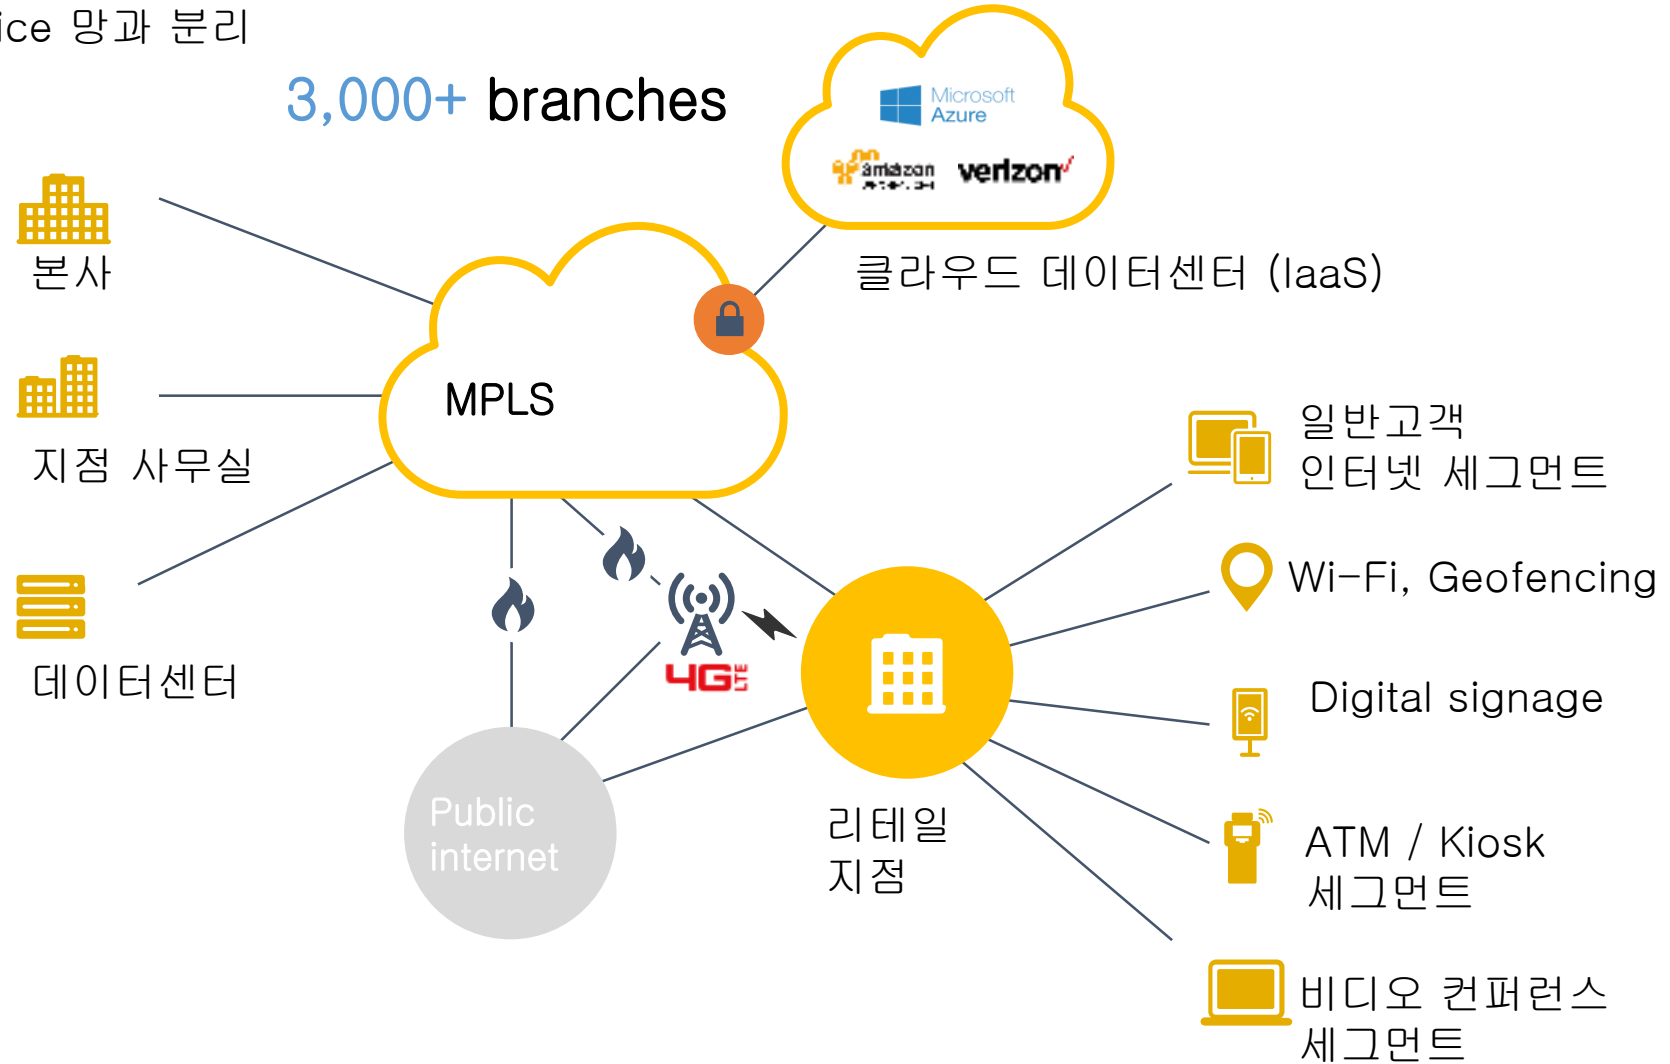 ice 망과 분리
3,000+ branches
Microsoft
Azure
amazon
verizon
본사
클라우드 데이터센터 (IaaS)
MPLS
지점 사무실
일반고객
인터넷 세그먼트
Wi-Fi, Geofencing
데이터센터
4G LTE
Digital signage
Public
internet
리테일
지점
ATM / Kiosk
세그먼트
비디오 컨퍼런스
세그먼트